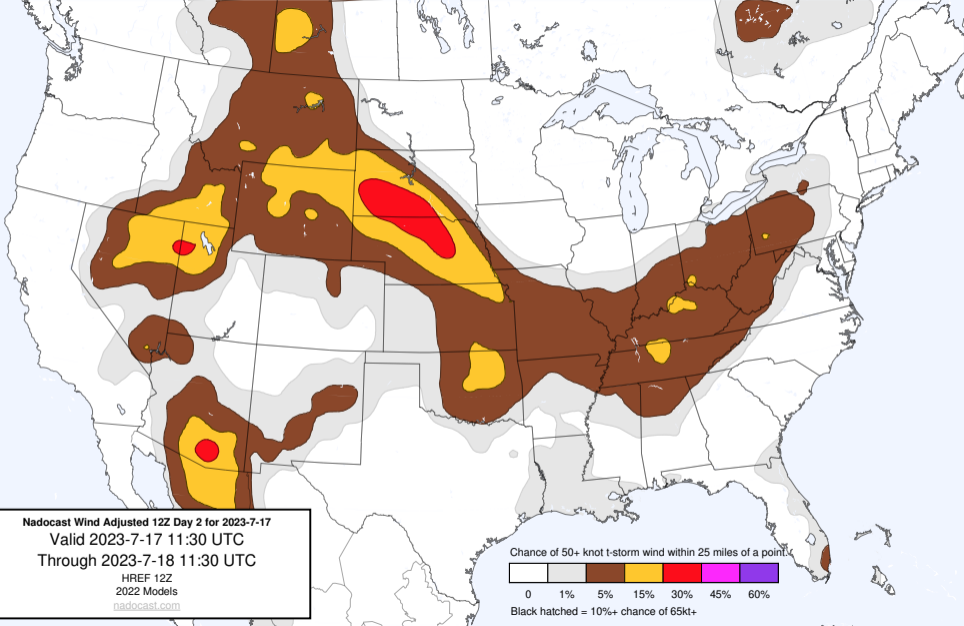 Nadocast Wind Adjusted 12Z Day 2 for 2023-7-17
Valid 2023-7-17 11:30 UTC
Through 2023-7-18 11:30 UTC
HREF 12Z
2022 Models
nadocast.com
Chance of 50+ knot t-storm wind within 25 miles of a point.
0 1% 5% 15% 30% 45% 60%
Black hatched = 10%+ chance of 65kt+